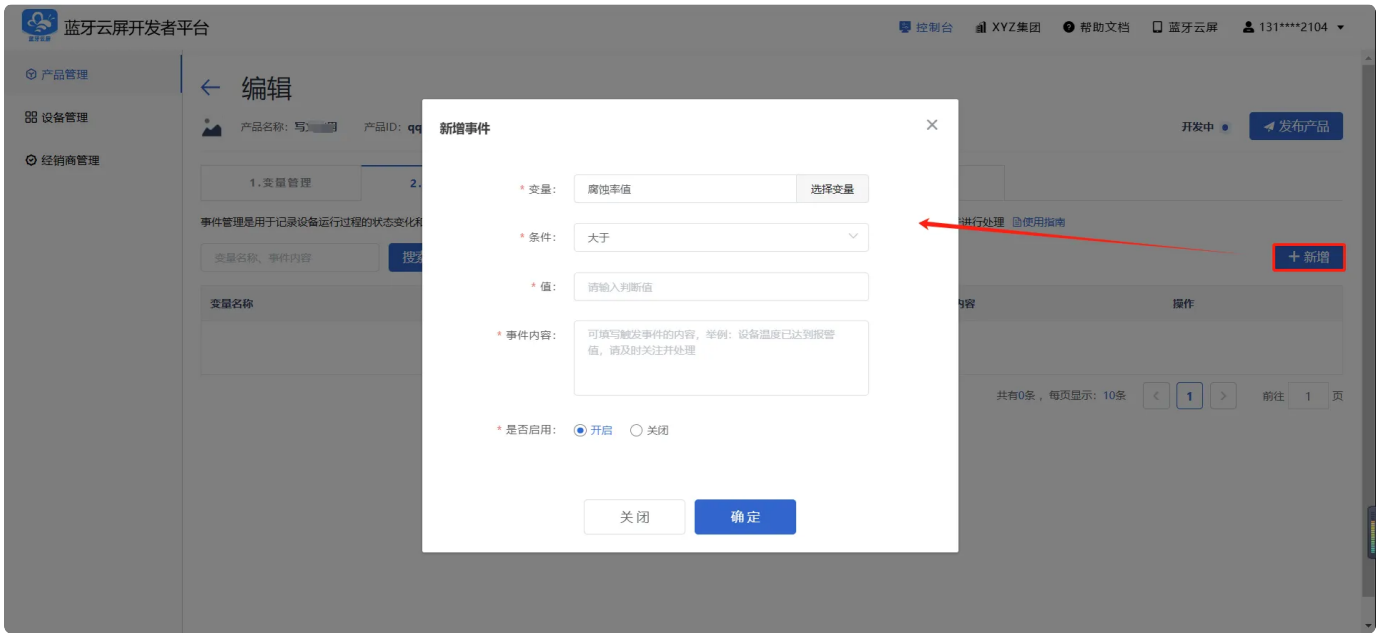 蓝牙云屏
蓝牙云屏开发者平台
控制台 XYZ集团 帮助文档 蓝牙云屏 131****2104
产品管理
设备管理
经销商管理
编辑
产品名称: 产品ID: qq
开发中 发布产品
1.变量管理 2.
事件管理是用于记录设备运行过程的状态变化和
进行处理 使用指南
变量名称、事件内容 搜索
新增
变量名称 内容 操作
共有0条，每页显示: 10条 1 前往 1 页
新增事件
* 变量: 腐蚀率值 选择变量
* 条件: 大于
* 值: 请输入判断值
* 事件内容: 可填写触发事件的内容，举例：设备温度已达到报警
值，请及时关注并处理
* 是否启用: 开启 关闭
关闭 确定